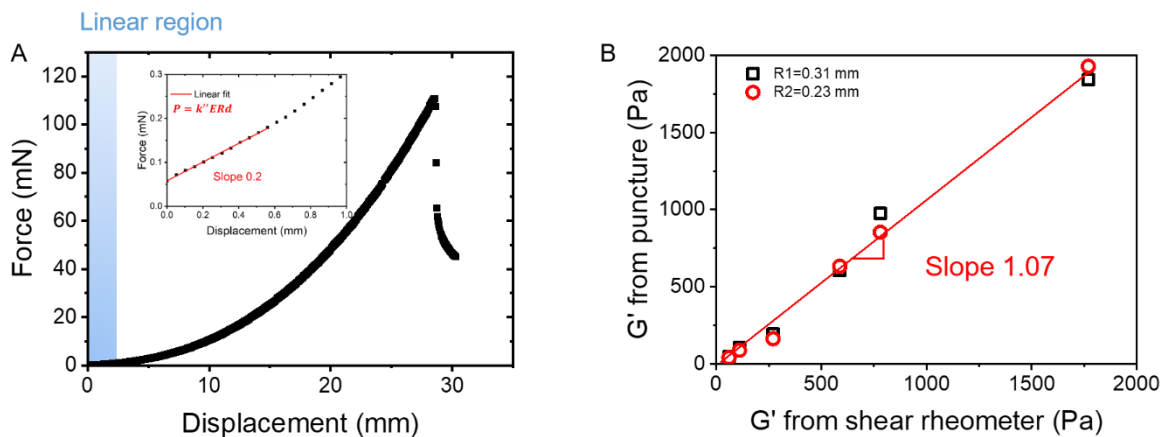 Linear region
A
Force (mN)
120
100
80
60
40
20
0
0
10
20
30
Displacement (mm)
Force (mN)
0.3
0.2
0.1
0.0
0.0
0.2
0.4
0.6
0.8
1.0
Displacement (mm)
Linear fit
P = k''ERd
Slope 0.2
B
G' from puncture (Pa)
2000
1500
1000
500
0
0
500
1000
1500
2000
G' from shear rheometer (Pa)
R1=0.31 mm
R2=0.23 mm
Slope 1.07